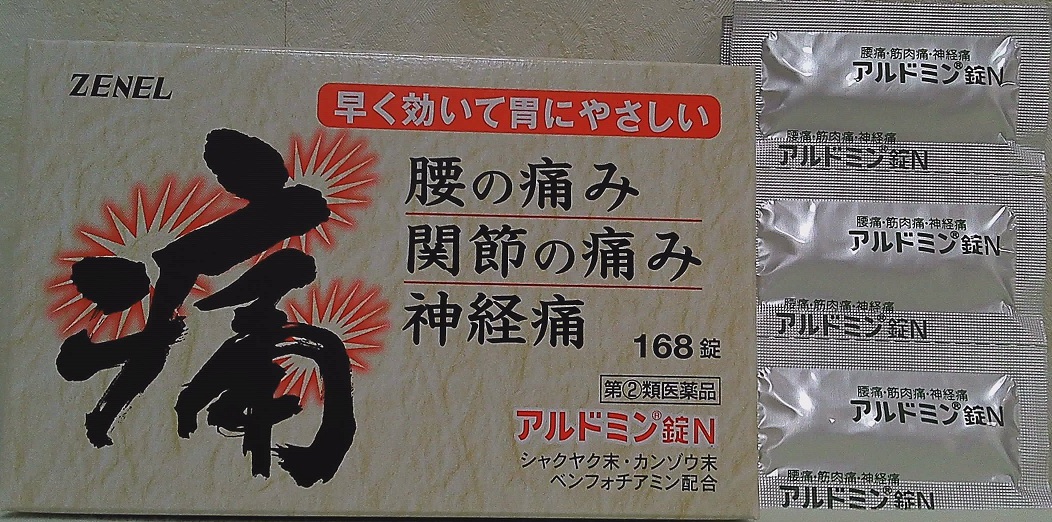 ZENEL
早く効いて胃にやさしい
痛
腰の痛み
関節の痛み
神経痛
168錠
第②類医薬品
アルドミン®錠N
シャクヤク末・カンゾウ末
ベンフォチアミン配合
腰痛・筋肉痛・神経痛
アルドミン®錠N
腰痛・筋肉痛・神経痛
アルドミン錠N
腰痛・筋肉痛・神経痛
アルドミン®錠N
腰痛・筋肉痛・神経痛
アルドミン錠N
腰痛・筋肉痛・神経痛
アルドミン®錠N
腰痛・筋肉痛・神経痛
アルドミン錠N